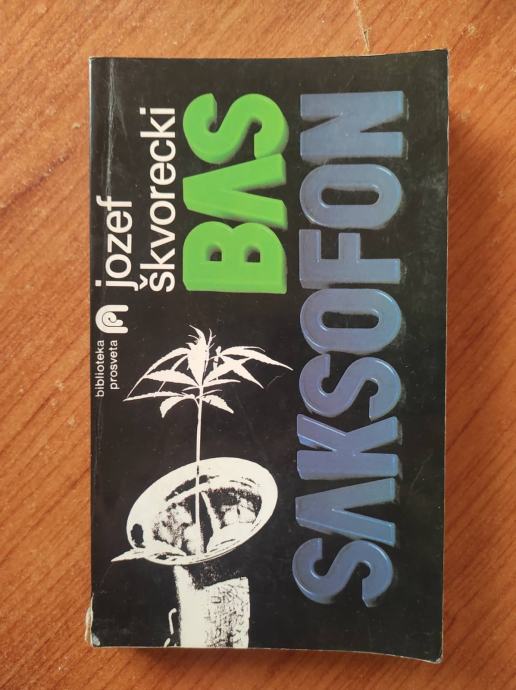 biblioteka
prosveta
jozef
škvorecki
BAS
SAKSOFON